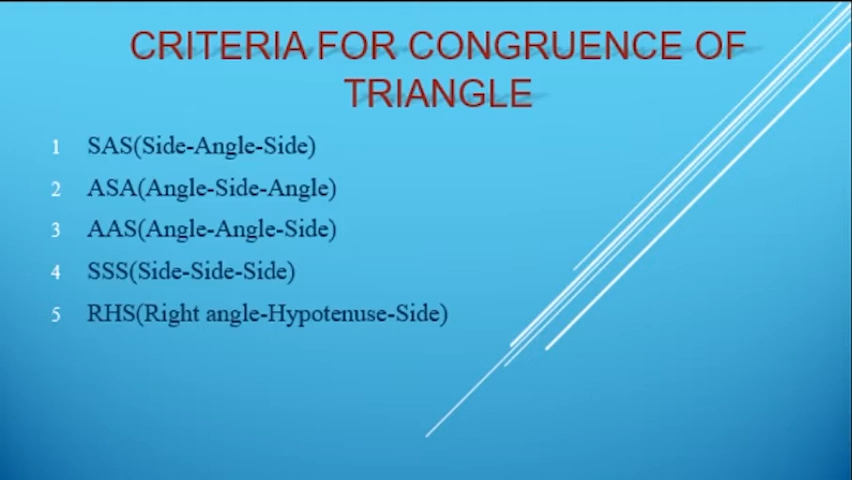 CRITERIA FOR CONGRUENCE OF
TRIANGLE
1 SAS(Side-Angle-Side)
2 ASA(Angle-Side-Angle)
3 AAS(Angle-Angle-Side)
4 SSS(Side-Side-Side)
5 RHS(Right angle-Hypotenuse-Side)